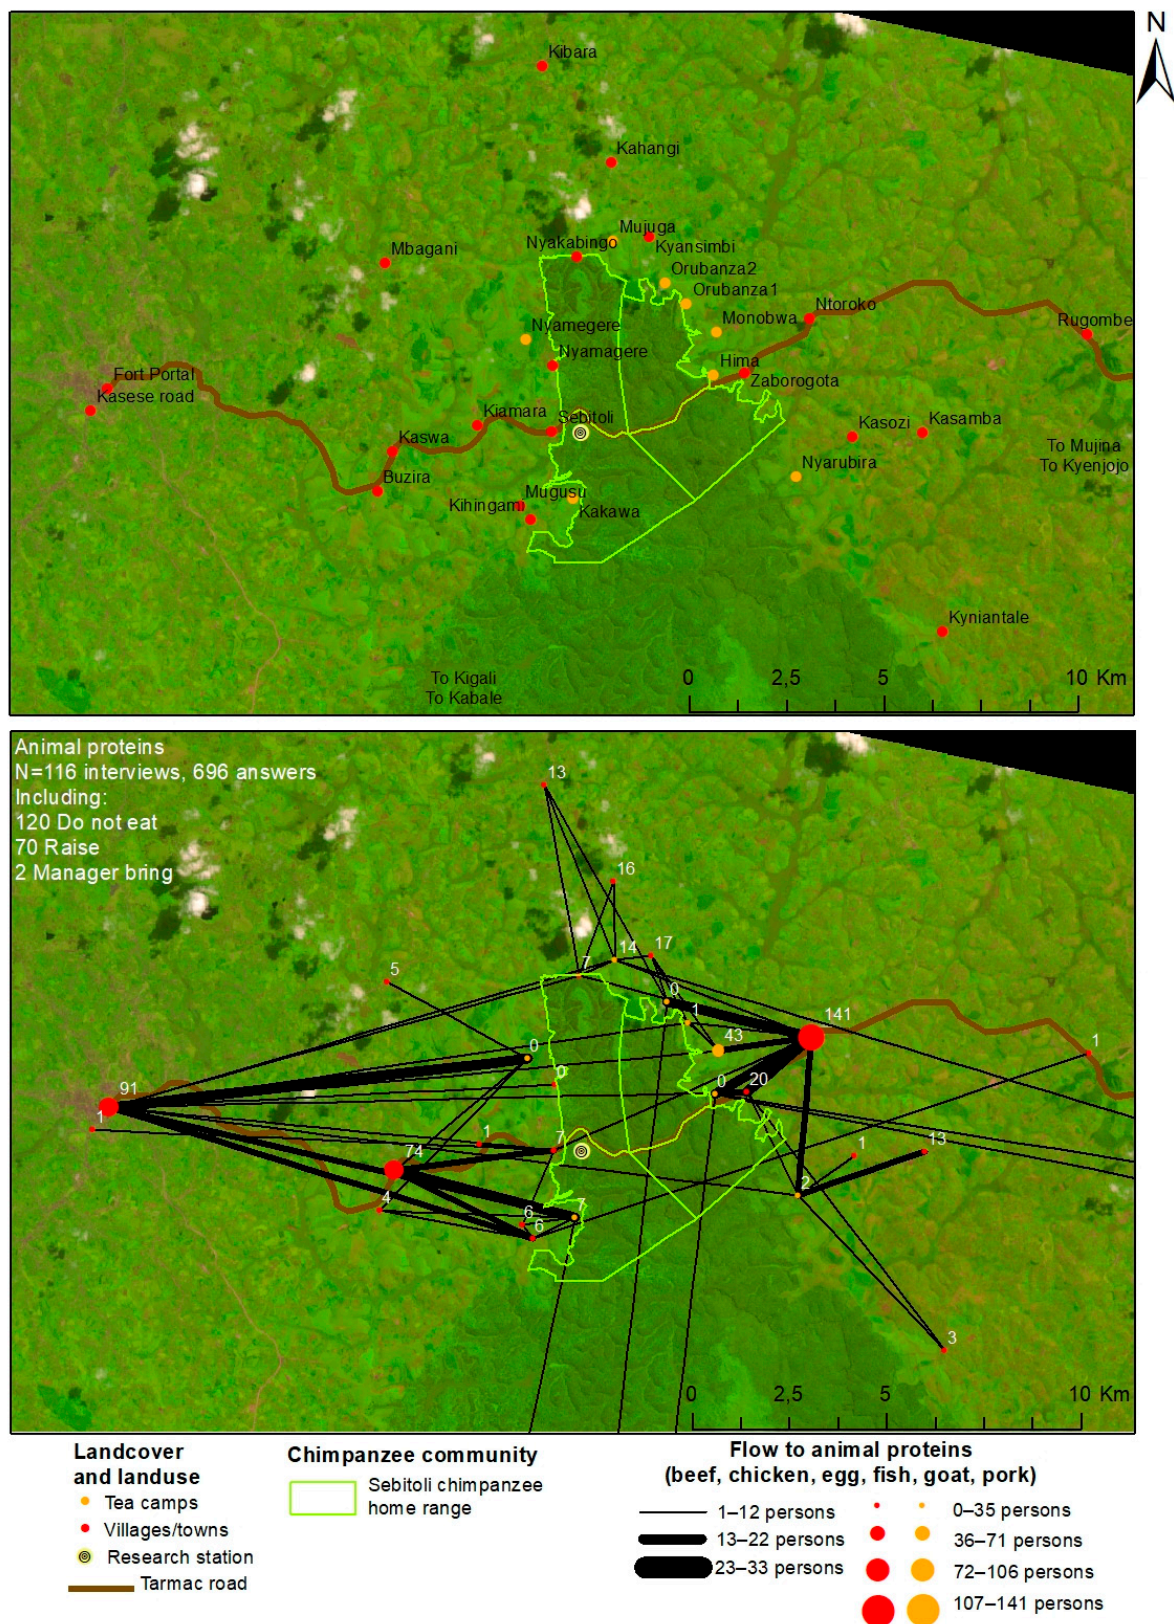 N
Kibara
Kahangi
Mujuga
Nyakabingo
Kyansimbi
Mbagani
Orubanza2
Orubanza1
Ntoroko
Nyamegere
Monobwa
Rugombe
Nyamagere
Hima
Fort Portal
Zaborogota
Kasese road
Kiamara
Sebitoli
Kasozi
Kasamba
Kaswa
To Mujina
To Kyenjojo
Nyarubira
Buzira
Mugusu
Kihingami
Kakawa
Kyniantale
To Kigali
To Kabale
0 2,5 5 10 Km
Animal proteins
N=116 interviews, 696 answers
Including:
120 Do not eat
70 Raise
2 Manager bring
13
16
14
17
7
5
0
1
141
43
0
1
0
0
20
91
1
1
7
74
1
13
2
4
7
6
6
3
0 2,5 5 10 Km
Landcover
and landuse
Tea camps
Villages/towns
Research station
Tarmac road
Chimpanzee community
Sebitoli chimpanzee
home range
Flow to animal proteins
(beef, chicken, egg, fish, goat, pork)
1–12 persons
13–22 persons
23–33 persons
0–35 persons
36–71 persons
72–106 persons
107–141 persons